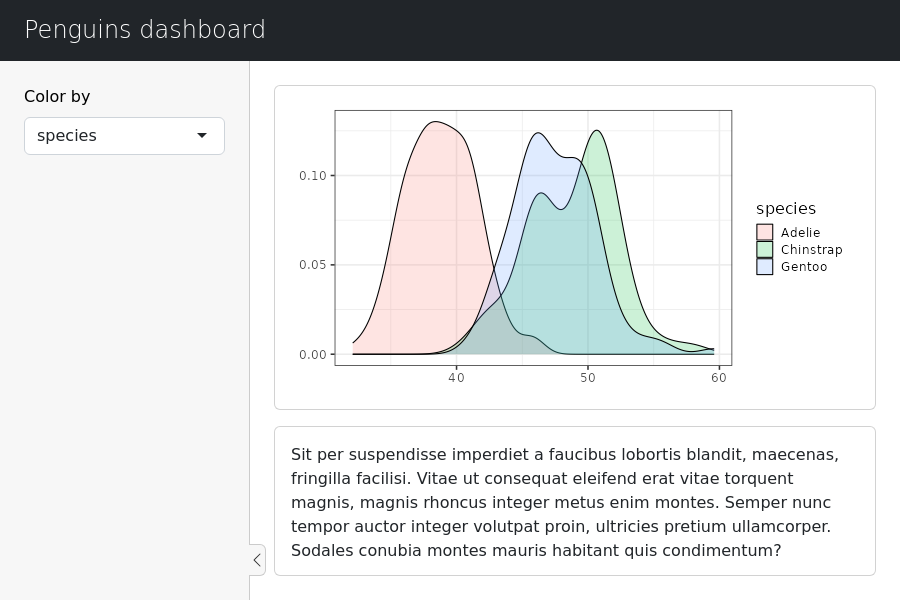 Penguins dashboard
Color by
species
0.10
0.05
0.00
40 50 60
species
Adelie
Chinstrap
Gentoo
Sit per suspendisse imperdiet a faucibus lobortis blandit, maecenas,
fringilla facilisi. Vitae ut consequat eleifend erat vitae torquent
magnis, magnis rhoncus integer metus enim montes. Semper nunc
tempor auctor integer volutpat proin, ultricies pretium ullamcorper.
Sodales conubia montes mauris habitant quis condimentum?